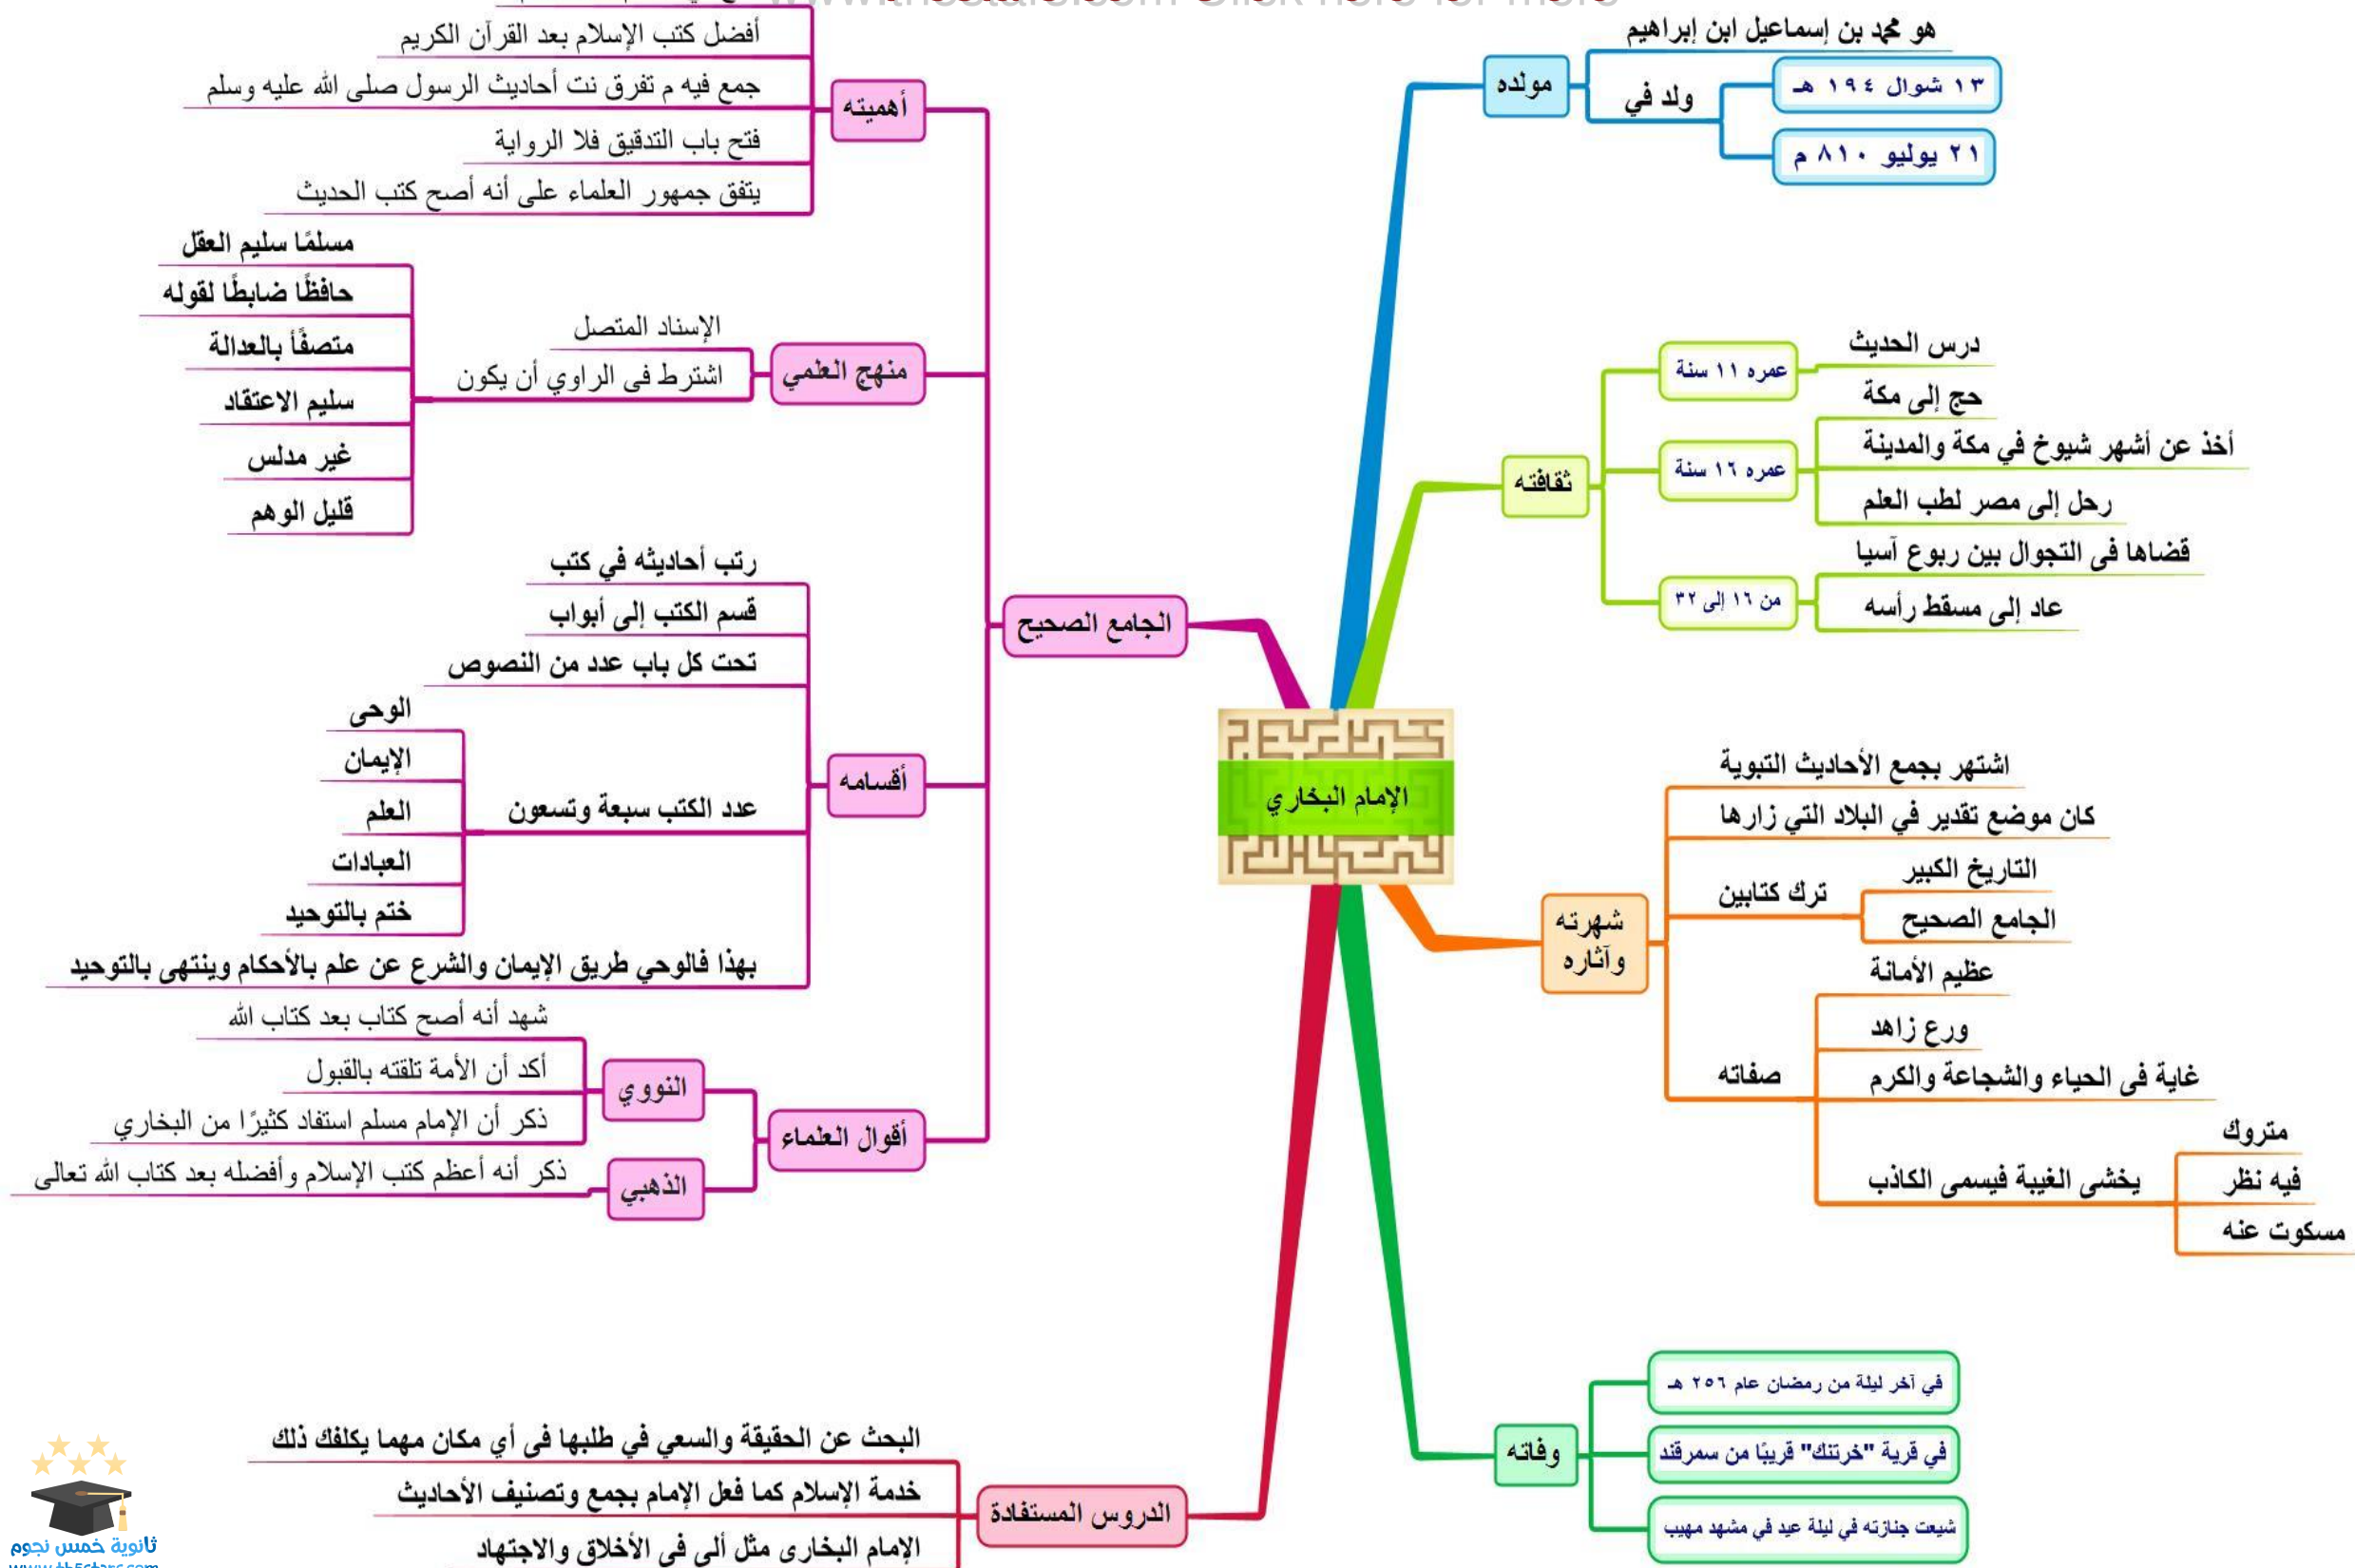 www.th5stars.com Click here for more
الإمام البخاري
مولده
هو محمد بن إسماعيل ابن إبراهيم
ولد في
١٣ شوال ١٩٤ هـ
٢١ يوليو ٨١٠ م
ثقافته
عمره ١١ سنة
درس الحديث
عمره ١٦ سنة
حج إلى مكة
أخذ عن أشهر شيوخ في مكة والمدينة
رحل إلى مصر لطب العلم
من ١٦ إلى ٣٢
قضاها فى التجوال بين ربوع آسيا
عاد إلى مسقط رأسه
شهرته
وآثاره
اشتهر بجمع الأحاديث التبوية
كان موضع تقدير في البلاد التي زارها
ترك كتابين
التاريخ الكبير
الجامع الصحيح
صفاته
عظيم الأمانة
ورع زاهد
غاية فى الحياء والشجاعة والكرم
يخشى الغيبة فيسمى الكاذب
متروك
فيه نظر
مسكوت عنه
وفاته
في آخر ليلة من رمضان عام ٢٥٦ هـ
في قرية "خرتنك" قريبًا من سمرقند
شيعت جنازته في ليلة عيد في مشهد مهيب
الجامع الصحيح
أهميته
أفضل كتب الإسلام بعد القرآن الكريم
جمع فيه م تفرق نت أحاديث الرسول صلى الله عليه وسلم
فتح باب التدقيق فلا الرواية
يتفق جمهور العلماء على أنه أصح كتب الحديث
منهج العلمي
الإسناد المتصل
اشترط فى الراوي أن يكون
مسلمًا سليم العقل
حافظًا ضابطًا لقوله
متصفًأ بالعدالة
سليم الاعتقاد
غير مدلس
قليل الوهم
أقسامه
رتب أحاديثه في كتب
قسم الكتب إلى أبواب
تحت كل باب عدد من النصوص
عدد الكتب سبعة وتسعون
الوحى
الإيمان
العلم
العبادات
ختم بالتوحيد
بهذا فالوحي طريق الإيمان والشرع عن علم بالأحكام وينتهى بالتوحيد
أقوال العلماء
النووي
شهد أنه أصح كتاب بعد كتاب الله
أكد أن الأمة تلقته بالقبول
ذكر أن الإمام مسلم استفاد كثيرًا من البخاري
الذهبي
ذكر أنه أعظم كتب الإسلام وأفضله بعد كتاب الله تعالى
الدروس المستفادة
البحث عن الحقيقة والسعي في طلبها فى أي مكان مهما يكلفك ذلك
خدمة الإسلام كما فعل الإمام بجمع وتصنيف الأحاديث
الإمام البخارى مثل ألي فى الأخلاق والاجتهاد
ثانوية خمس نجوم
www.th5stars.com